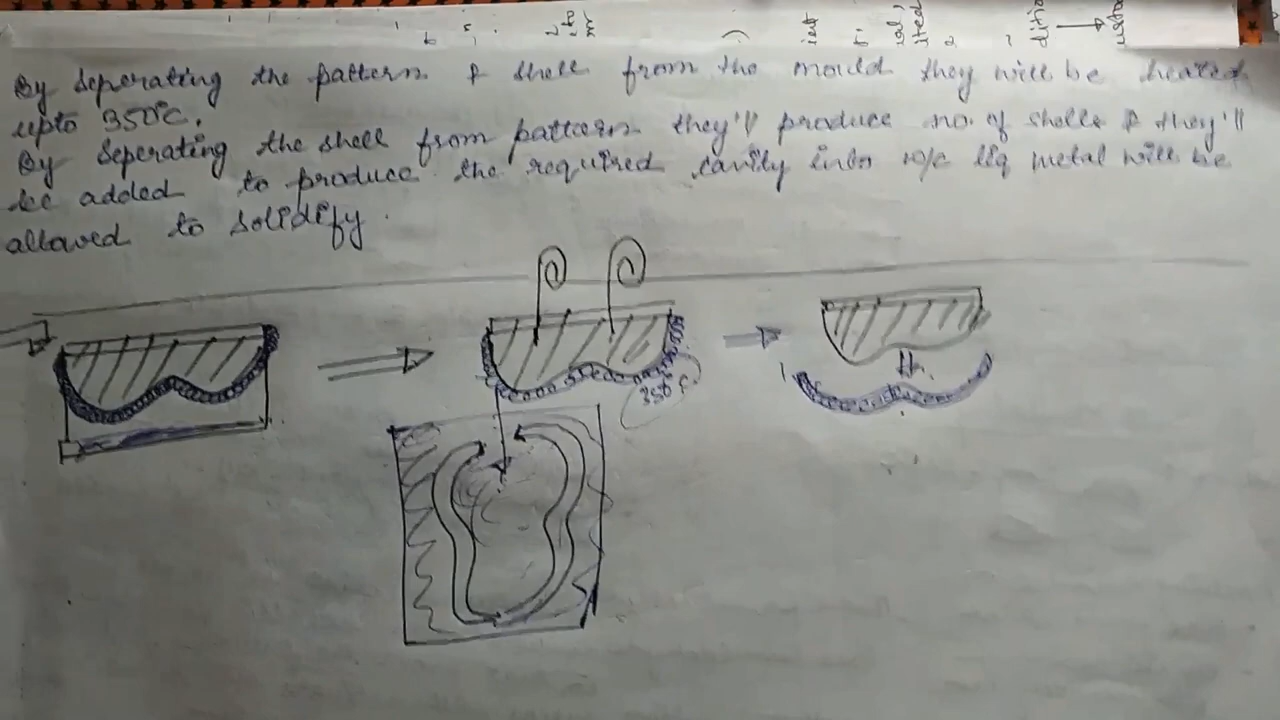 By seperating the pattern & shell from the mould they will be heated
upto 350°C.
By seperating the shell from pattern they'll produce no. of shells & they'll
be added to produce the required cavity into w/c liq metal will be
allowed to solidify.
350°C